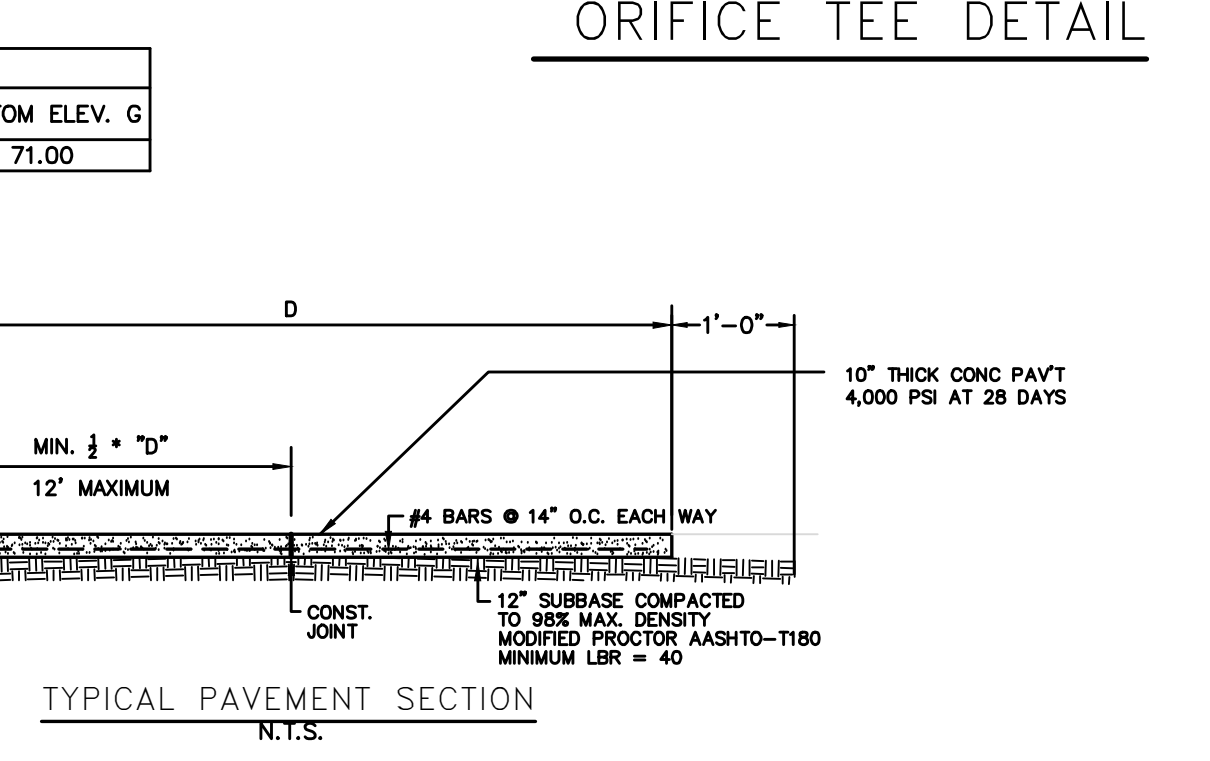 ORIFICE TEE DETAIL
TOM ELEV. G
71.00
D
1'-0"
10" THICK CONC PAV'T
4,000 PSI AT 28 DAYS
MIN. ½ * "D"
12' MAXIMUM
#4 BARS @ 14" O.C. EACH WAY
CONST.
JOINT
12" SUBBASE COMPACTED
TO 98% MAX. DENSITY
MODIFIED PROCTOR AASHTO-T180
MINIMUM LBR = 40
TYPICAL PAVEMENT SECTION
N.T.S.